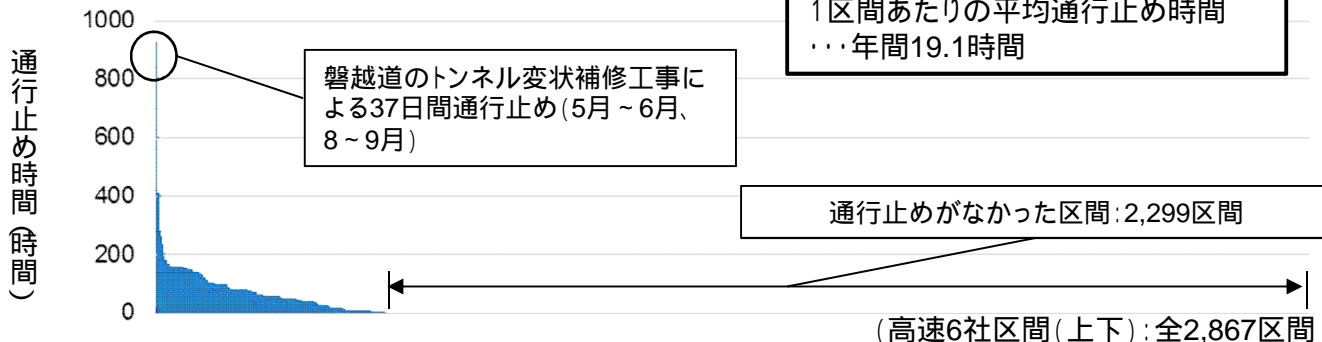 1区間あたりの平均通行止め時間
･･･年間19.1時間
磐越道のトンネル変状補修工事に
よる37日間通行止め(5月～6月、
8～9月)
通行止めがなかった区間:2,299区間
通行止め時間(時間)
1000
800
600
400
200
0
(高速6社区間(上下):全2,867区間